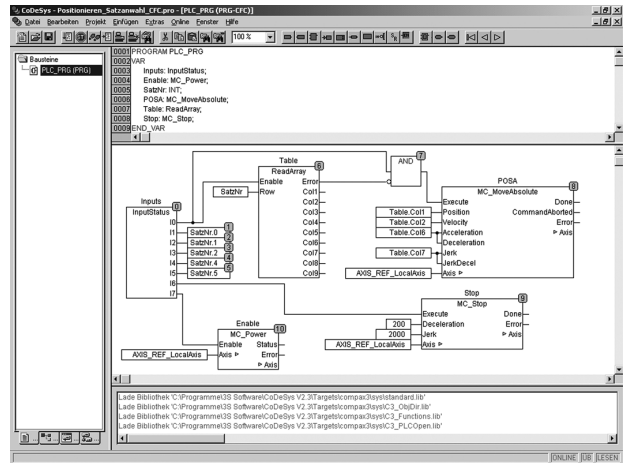 CoDeSys - Positionieren_Satzanwahl_CFC.pro - [PLC_PRG (PRG-CFC)]
Datei Bearbeiten Projekt Einfügen Extras Online Fenster Hilfe
100 %
Bausteine
PLC_PRG (PRG)
0001 PROGRAM PLC_PRG
0002 VAR
0003 Inputs: InputStatus;
0004 Enable: MC_Power;
0005 SatzNr: INT;
0006 POSA: MC_MoveAbsolute;
0007 Table: ReadArray;
0008 Stop: MC_Stop;
0009 END_VAR
Inputs
InputStatus
0
I0
I1
I2
I3
I4
I5
I6
I7
SatzNr.0
1
SatzNr.1
2
SatzNr.2
3
SatzNr.4
4
SatzNr.5
5
Table
ReadArray
6
Enable Error
SatzNr Row Col1
Col2
Col3
Col4
Col5
Col6
Col7
Col8
Col9
AND
7
POSA
MC_MoveAbsolute
8
Execute Done
Table.Col1 Position CommandAborted
Table.Col2 Velocity Error
Table.Col6 Acceleration Axis
Deceleration
Table.Col7 Jerk
JerkDecel
AXIS_REF_LocalAxis Axis
Stop
MC_Stop
9
Execute Done
200 Deceleration Error
2000 Jerk Axis
AXIS_REF_LocalAxis Axis
Enable
MC_Power
10
Enable Status
AXIS_REF_LocalAxis Axis Error
Axis
Lade Bibliothek 'C:\Programme\3S Software\CoDeSys V2.3\Targets\compax3\sys\standard.lib'
Lade Bibliothek 'C:\Programme\3S Software\CoDeSys V2.3\Targets\compax3\sys\C3_ObjDir.lib'
Lade Bibliothek 'C:\Programme\3S Software\CoDeSys V2.3\Targets\compax3\sys\C3_Functions.lib'
Lade Bibliothek 'C:\Programme\3S Software\CoDeSys V2.3\Targets\compax3\sys\C3_PLCOpen.lib'
ONLINE ÜB LESEN